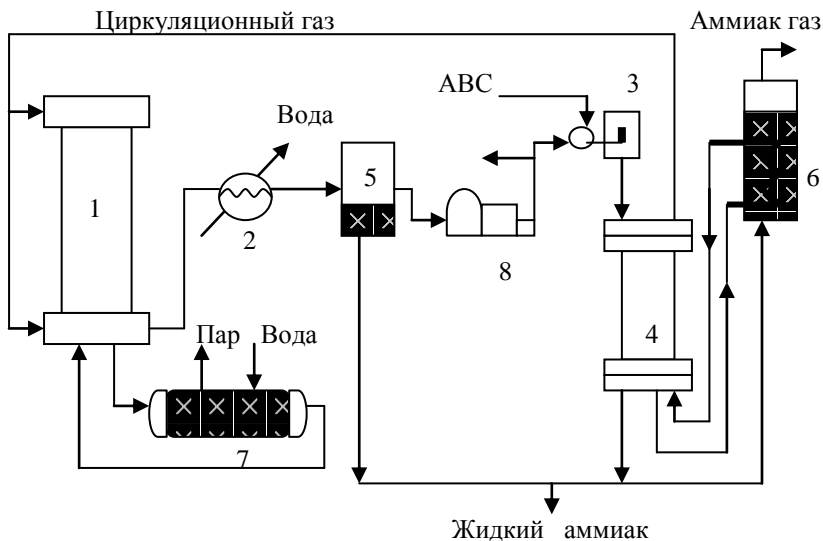 Циркуляционный газ
Аммиак газ
АВС
3
Вода
5
6
1
2
8
4
Пар Вода
7
Жидкий аммиак